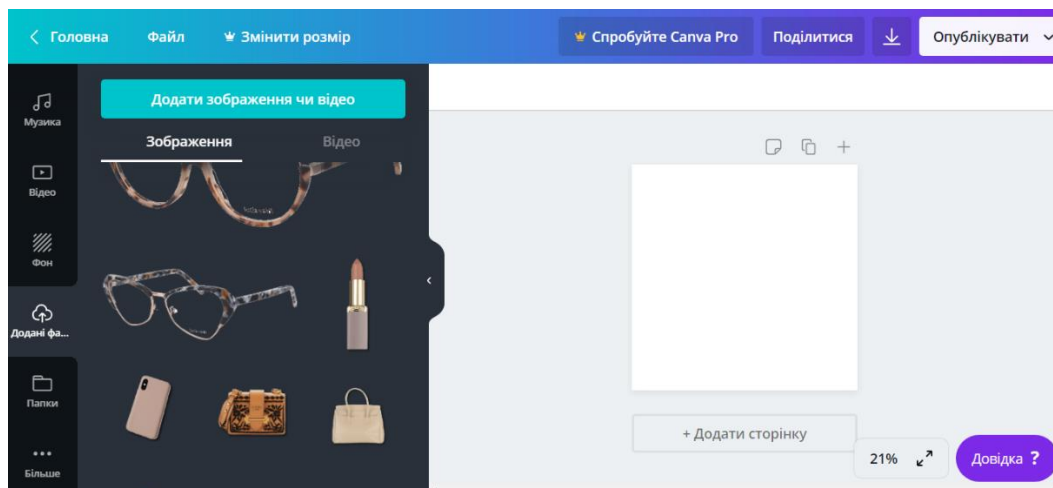 Головна
Файл
Змінити розмір
Спробуйте Canva Pro
Поділитися
Опублікувати
Музика
Відео
Фон
Додані фа...
Папки
Більше
Додати зображення чи відео
Зображення
Відео
+ Додати сторінку
21%
Довідка ?